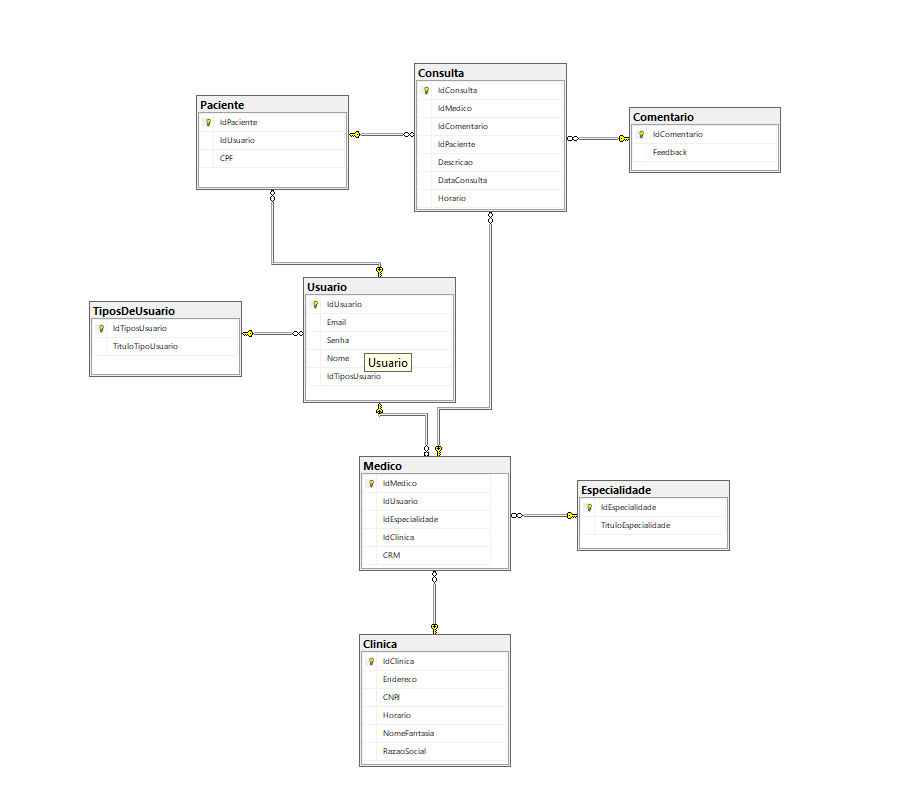 Consulta
IdConsulta
IdMedico
IdComentario
IdPaciente
Descricao
DataConsulta
Horario
Paciente
IdPaciente
IdUsuario
CPF
Comentario
IdComentario
Feedback
Usuario
IdUsuario
Email
Senha
Nome
IdTiposUsuario
Usuario
TiposDeUsuario
IdTiposUsuario
TituloTipoUsuario
Medico
IdMedico
IdUsuario
IdEspecialidade
IdClinica
CRM
Especialidade
IdEspecialidade
TituloEspecialidade
Clinica
IdClinica
Endereco
CNPJ
Horario
NomeFantasia
RazaoSocial